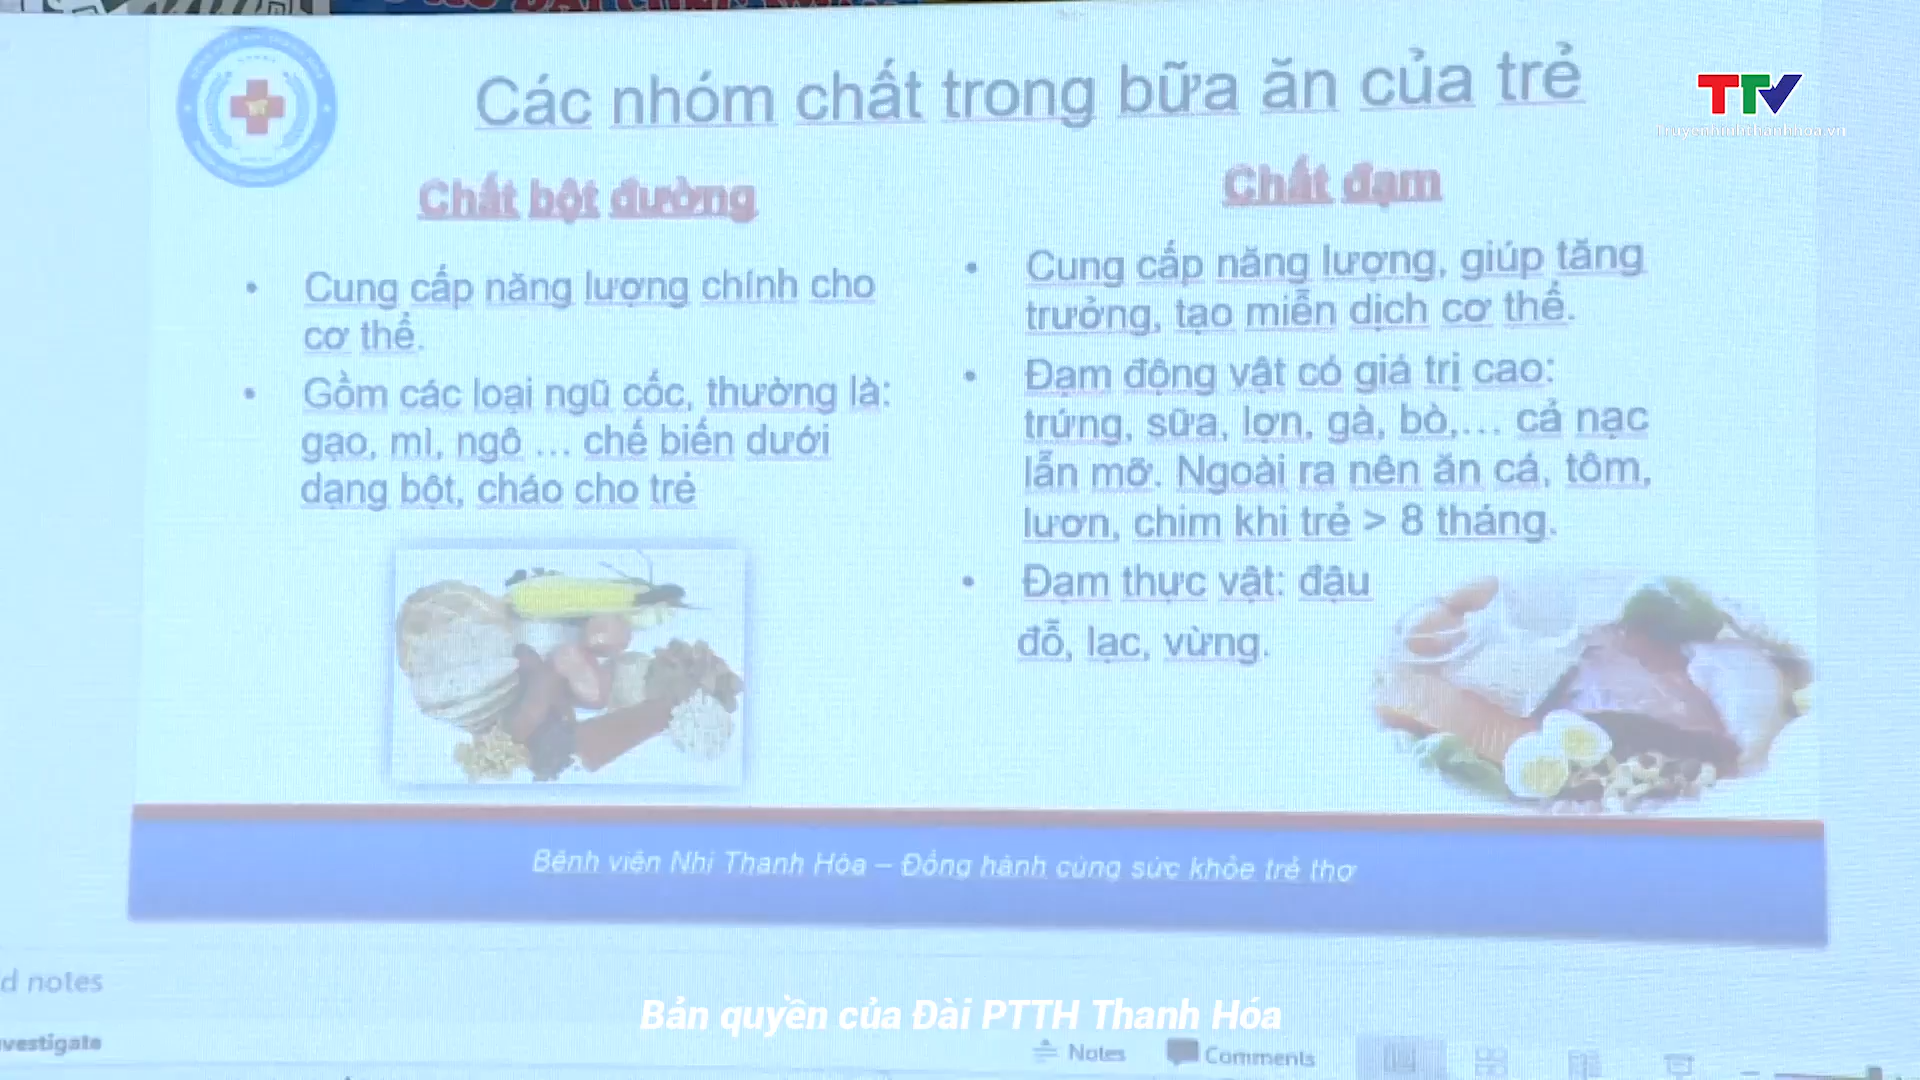 Các nhóm chất trong bữa ăn của trẻ
TTV
Truyenhinhthanhhoa.vn
Chất bột đường
Cung cấp năng lượng chính cho
cơ thể.
Gồm các loại ngũ cốc, thường là:
gạo, mì, ngô ... chế biến dưới
dạng bột, cháo cho trẻ
Chất đạm
Cung cấp năng lượng, giúp tăng
trưởng, tạo miễn dịch cơ thể.
Đạm động vật có giá trị cao:
trứng, sữa, lợn, gà, bò,... cả nạc
lẫn mỡ. Ngoài ra nên ăn cá, tôm,
lươn, chim khi trẻ > 8 tháng.
Đạm thực vật: đậu
đỗ, lạc, vừng.
Bệnh viện Nhi Thanh Hóa – Đồng hành cùng sức khỏe trẻ thơ
d notes
Bản quyền của Đài PTTH Thanh Hóa
vestigate
Notes Comments